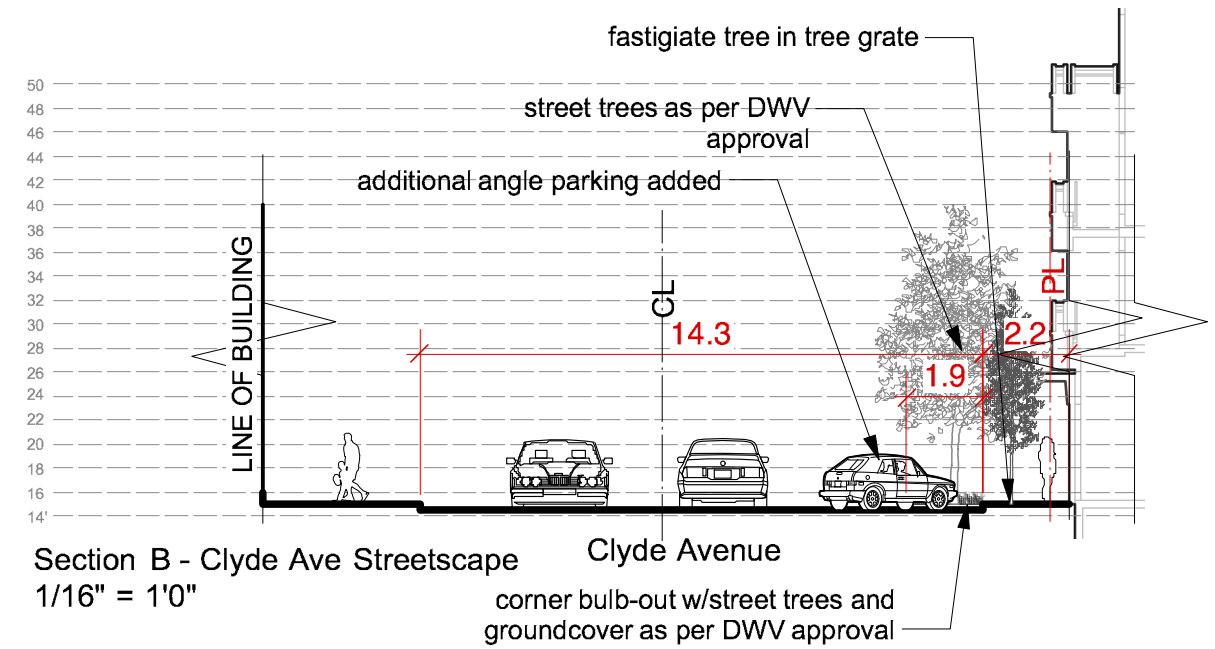 fastigiate tree in tree grate
street trees as per DWV
approval
additional angle parking added
50
48
46
44
42
40
38
36
34
32
30
28
26
24
22
20
18
16
14'
LINE OF BUILDING
CL
PL
14.3
2.2
1.9
Clyde Avenue
Section B - Clyde Ave Streetscape
1/16" = 1'0"
corner bulb-out w/street trees and
groundcover as per DWV approval